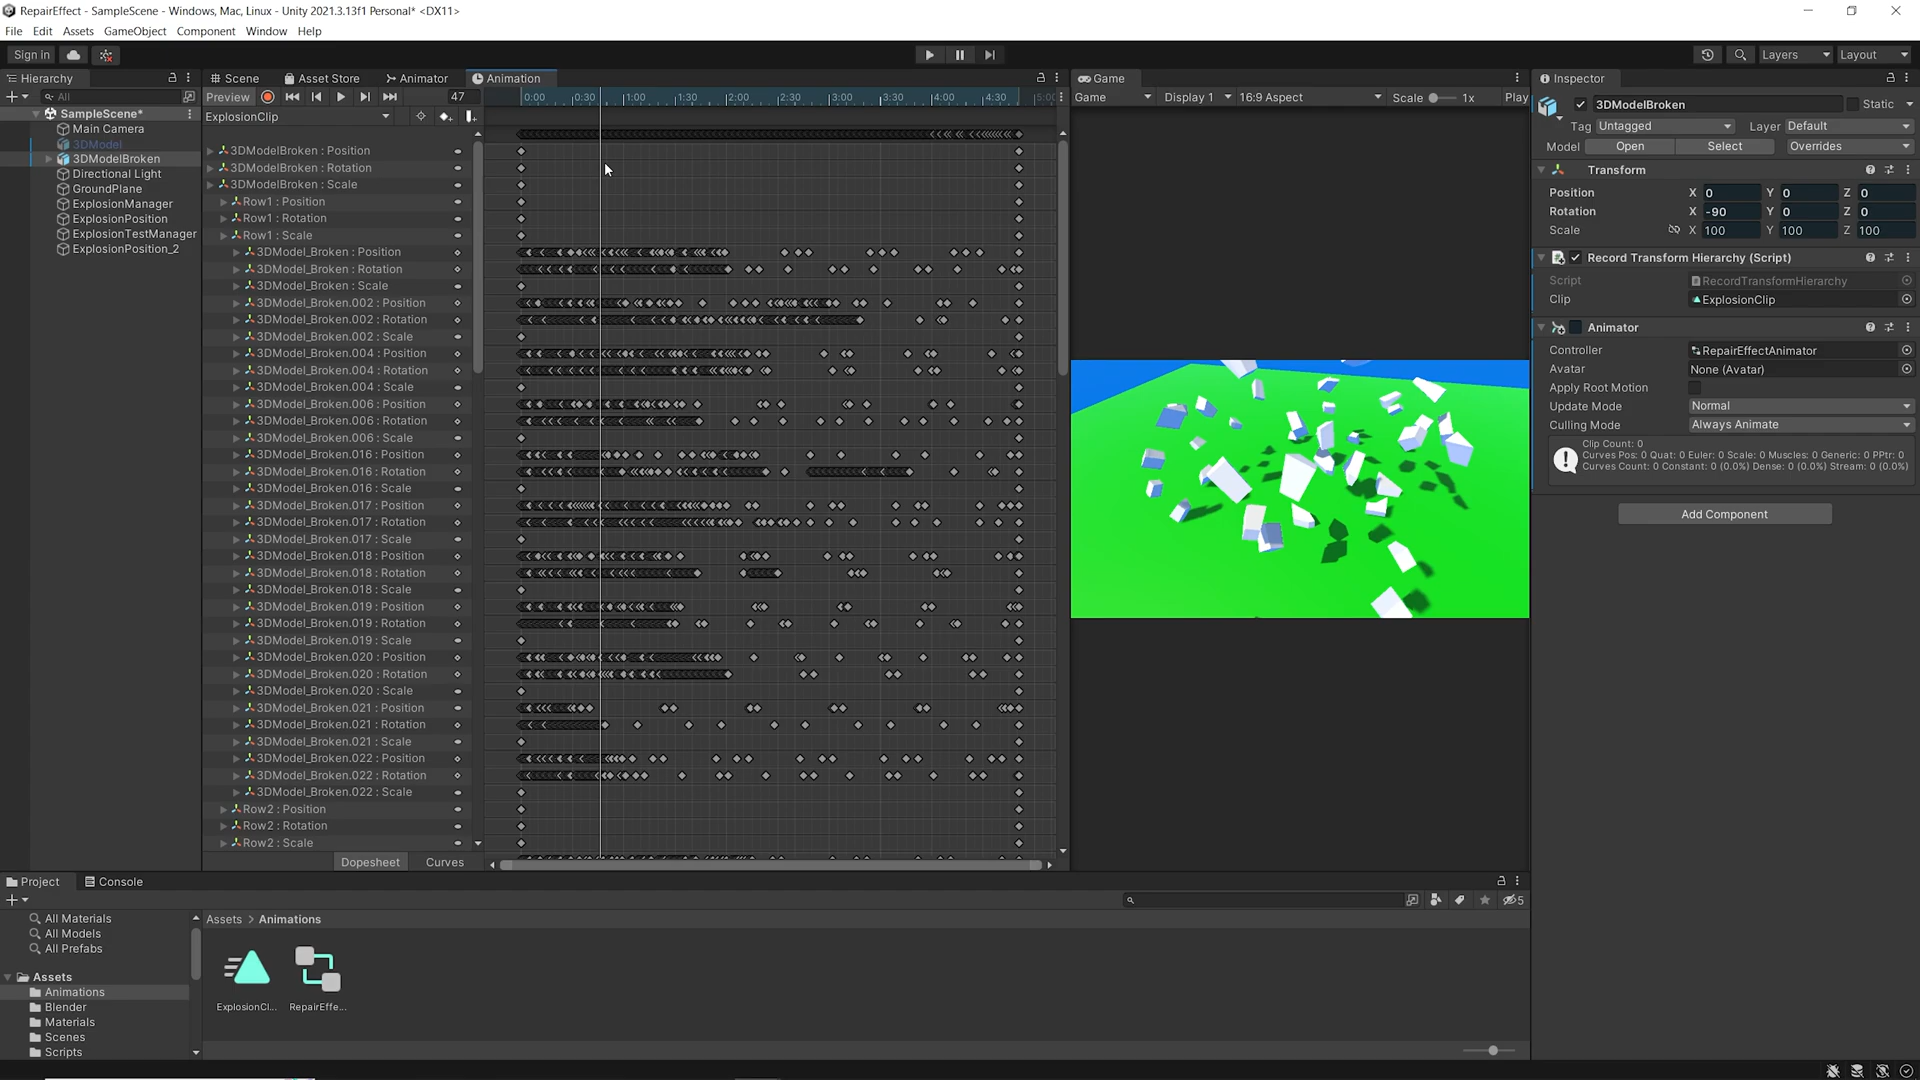 RepairEffect - SampleScene - Windows, Mac, Linux - Unity 2021.3.13f1 Personal* <DX11>
File Edit Assets GameObject Component Window Help
Sign in
Layers
Layout
Hierarchy
All
SampleScene*
Main Camera
3DModel
3DModelBroken
Directional Light
GroundPlane
ExplosionManager
ExplosionPosition
ExplosionTestManager
ExplosionPosition_2
Scene Asset Store Animator Animation
Preview 47
0:00 0:30 1:00 1:30 2:00 2:30 3:00 3:30 4:00 4:30 5:00
ExplosionClip
3DModelBroken : Position
3DModelBroken : Rotation
3DModelBroken : Scale
Row1 : Position
Row1 : Rotation
Row1 : Scale
3DModel_Broken : Position
3DModel_Broken : Rotation
3DModel_Broken : Scale
3DModel_Broken.002 : Position
3DModel_Broken.002 : Rotation
3DModel_Broken.002 : Scale
3DModel_Broken.004 : Position
3DModel_Broken.004 : Rotation
3DModel_Broken.004 : Scale
3DModel_Broken.006 : Position
3DModel_Broken.006 : Rotation
3DModel_Broken.006 : Scale
3DModel_Broken.016 : Position
3DModel_Broken.016 : Rotation
3DModel_Broken.016 : Scale
3DModel_Broken.017 : Position
3DModel_Broken.017 : Rotation
3DModel_Broken.017 : Scale
3DModel_Broken.018 : Position
3DModel_Broken.018 : Rotation
3DModel_Broken.018 : Scale
3DModel_Broken.019 : Position
3DModel_Broken.019 : Rotation
3DModel_Broken.019 : Scale
3DModel_Broken.020 : Position
3DModel_Broken.020 : Rotation
3DModel_Broken.020 : Scale
3DModel_Broken.021 : Position
3DModel_Broken.021 : Rotation
3DModel_Broken.021 : Scale
3DModel_Broken.022 : Position
3DModel_Broken.022 : Rotation
3DModel_Broken.022 : Scale
Row2 : Position
Row2 : Rotation
Row2 : Scale
Dopesheet Curves
Game
Game Display 1 16:9 Aspect Scale 1x Play
Inspector
3DModelBroken Static
Tag Untagged Layer Default
Model Open Select Overrides
Transform
Position X 0 Y 0 Z 0
Rotation X -90 Y 0 Z 0
Scale X 100 Y 100 Z 100
Record Transform Hierarchy (Script)
Script RecordTransformHierarchy
Clip ExplosionClip
Animator
Controller RepairEffectAnimator
Avatar None (Avatar)
Apply Root Motion
Update Mode Normal
Culling Mode Always Animate
Clip Count: 0
Curves Pos: 0 Quat: 0 Euler: 0 Scale: 0 Muscles: 0 Generic: 0 PPtr: 0
Curves Count: 0 Constant: 0 (0.0%) Dense: 0 (0.0%) Stream: 0 (0.0%)
Add Component
Project Console
5
All Materials
All Models
All Prefabs
Assets
Animations
Blender
Materials
Scenes
Scripts
Assets > Animations
ExplosionCl...
RepairEffe...